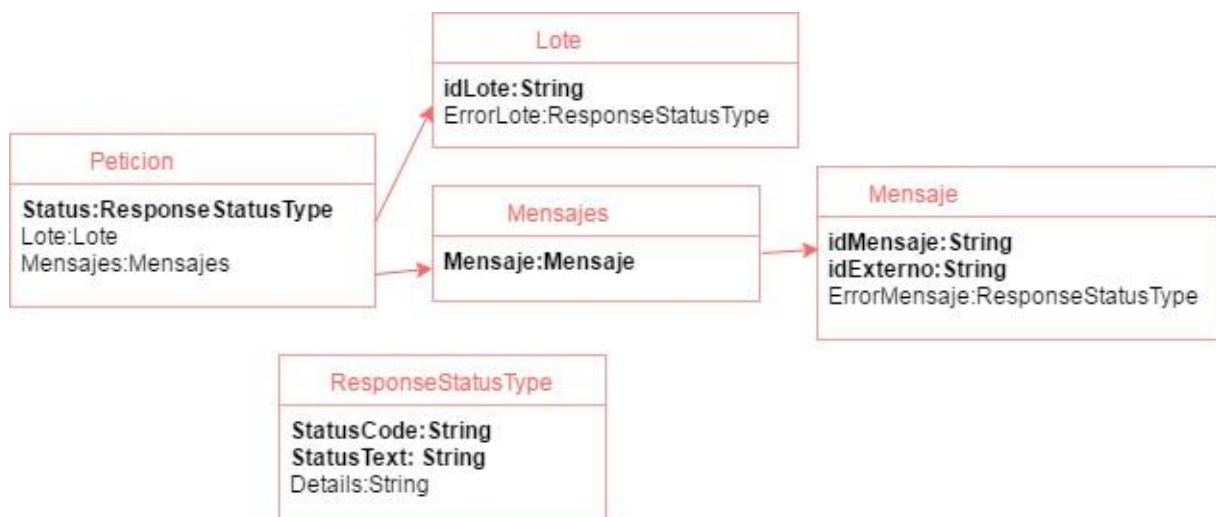 Lote
idLote:String
ErrorLote:ResponseStatusType
Peticion
Status:ResponseStatusType
Lote:Lote
Mensajes:Mensajes
Mensajes
Mensaje:Mensaje
Mensaje
idMensaje:String
idExterno:String
ErrorMensaje:ResponseStatusType
ResponseStatusType
StatusCode:String
StatusText: String
Details:String